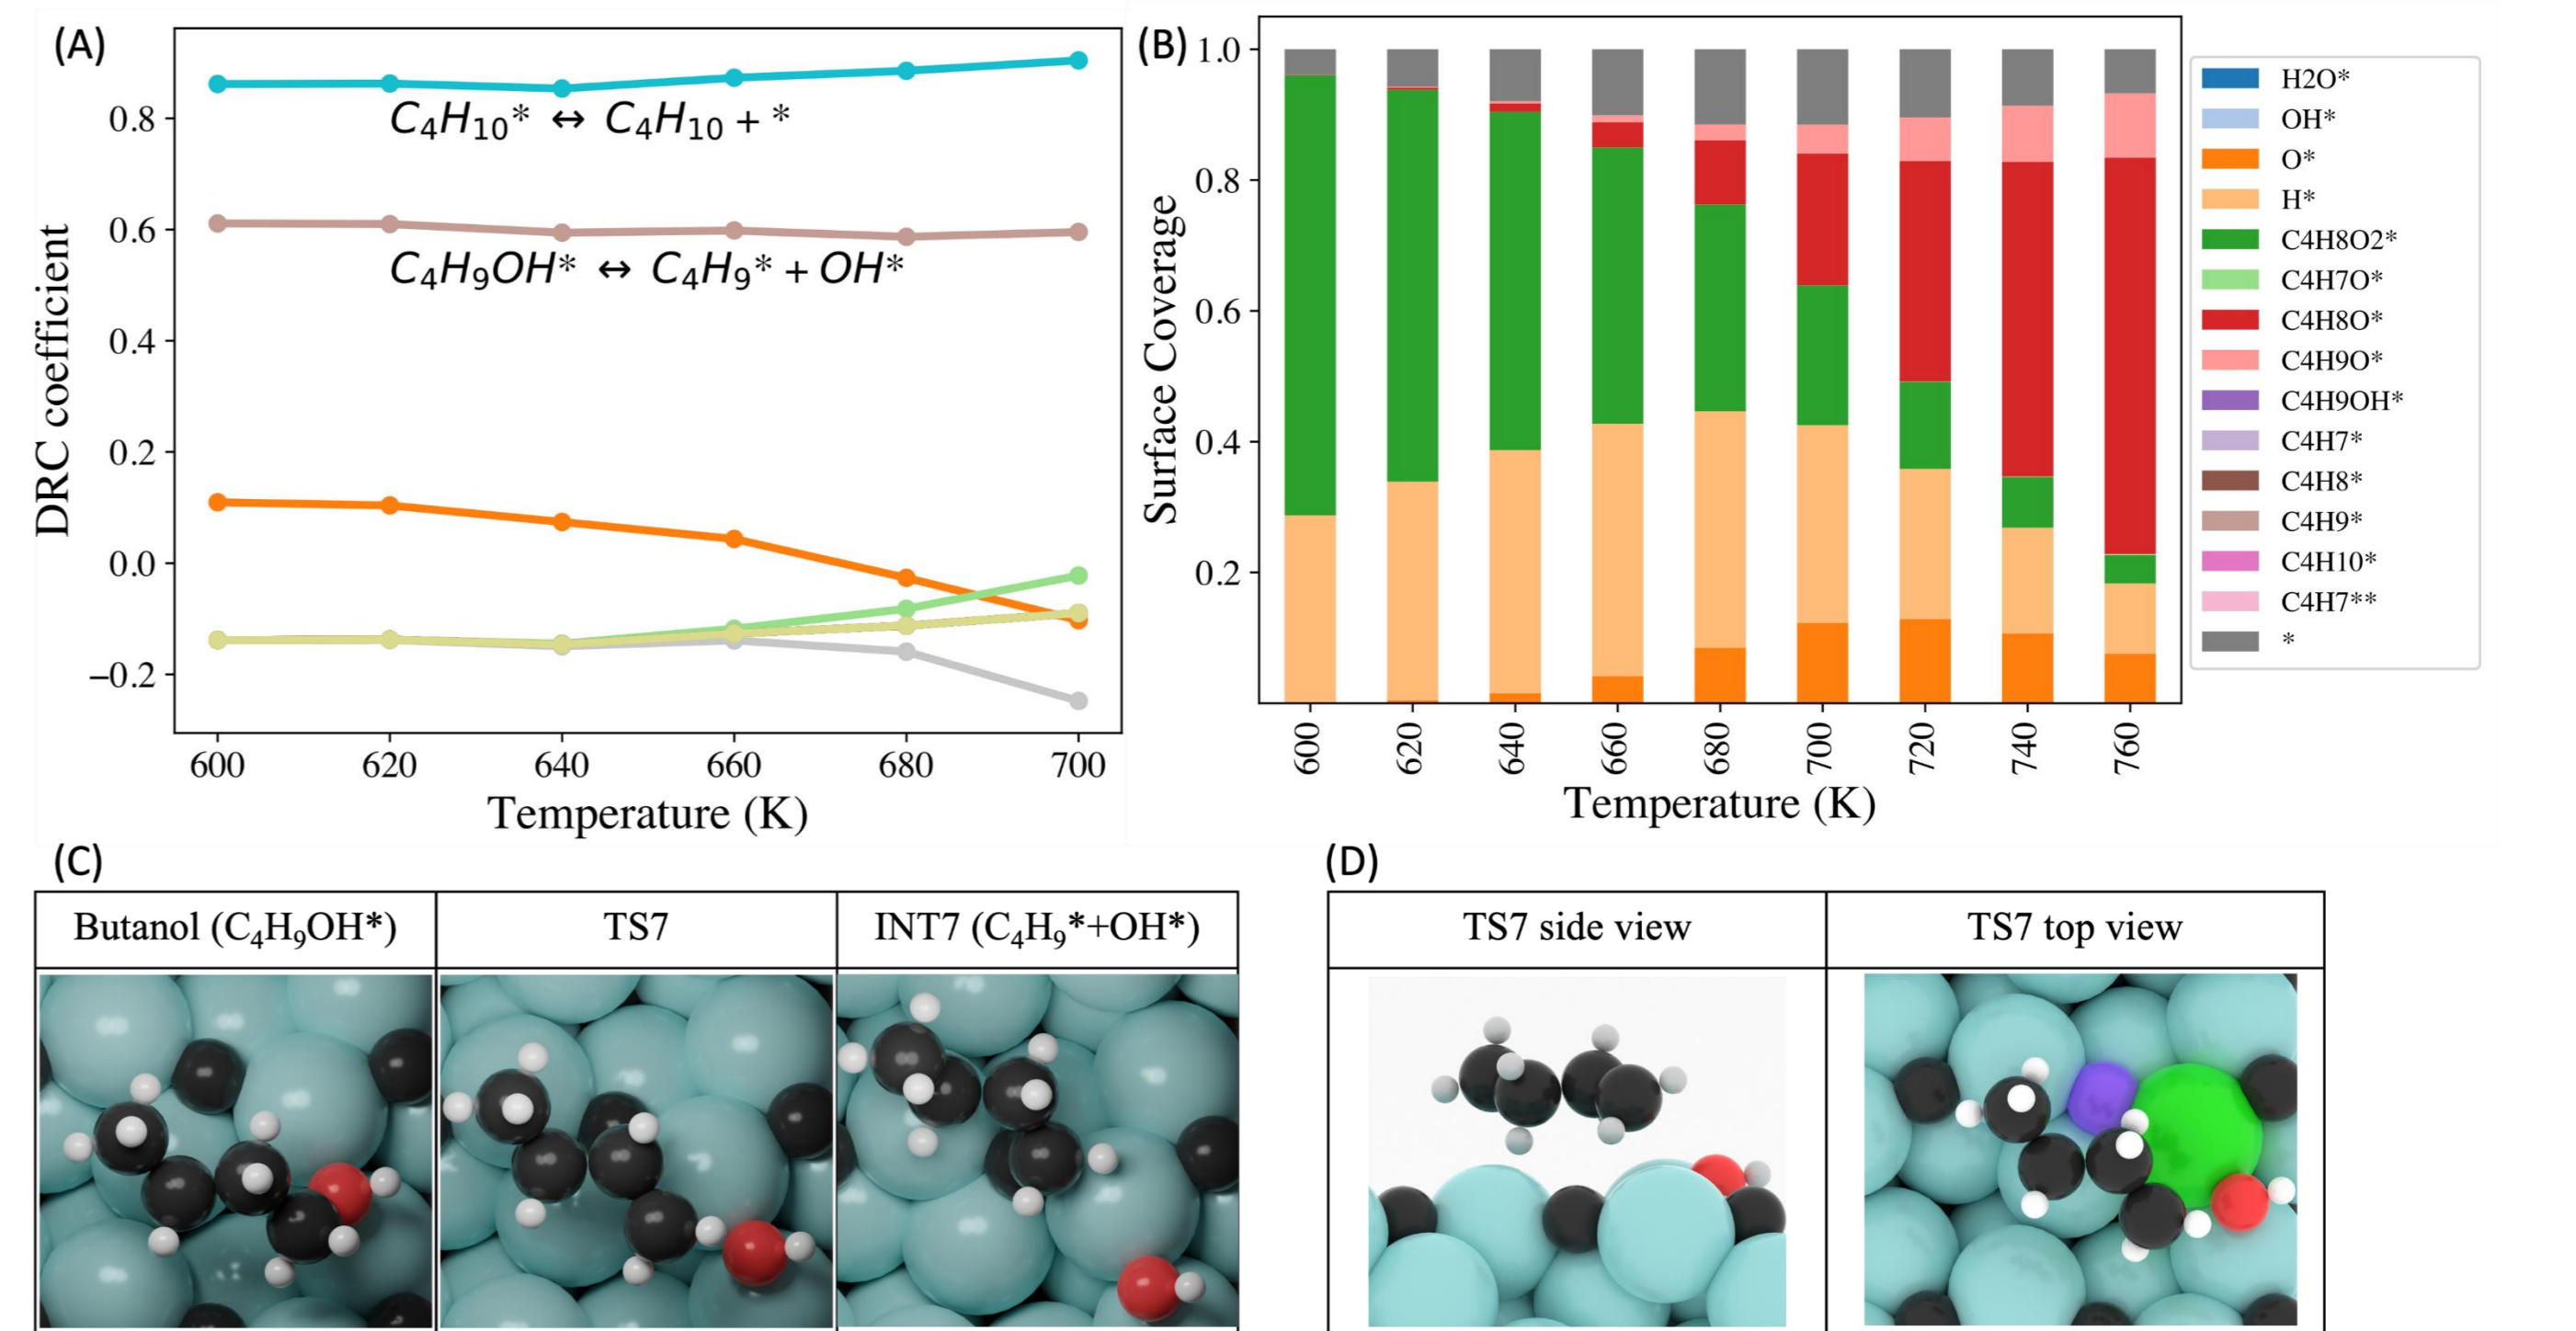 (A)
DRC coefficient
0.8
0.6
0.4
0.2
0.0
−0.2
C₄H₁₀* ↔ C₄H₁₀ + *
C₄H₉OH* ↔ C₄H₉* + OH*
600 620 640 660 680 700
Temperature (K)
(B)
Surface Coverage
1.0
0.8
0.6
0.4
0.2
600 620 640 660 680 700 720 740 760
Temperature (K)
H2O*
OH*
O*
H*
C4H8O2*
C4H7O*
C4H8O*
C4H9O*
C4H9OH*
C4H7*
C4H8*
C4H9*
C4H10*
C4H7**
*
(C)
Butanol (C₄H₉OH*) TS7 INT7 (C₄H₉*+OH*)
(D)
TS7 side view TS7 top view